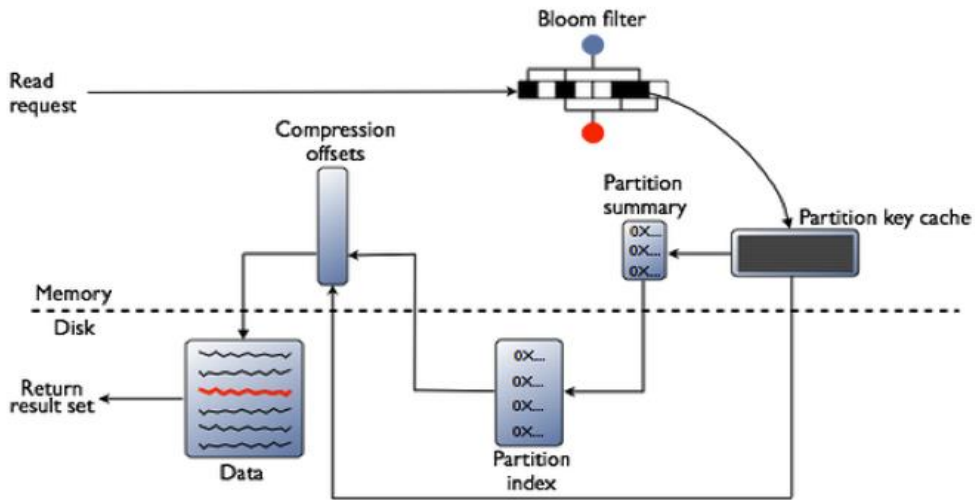 Bloom filter
Read
request
Compression
offsets
Partition
summary
Partition key cache
0X...
0X...
0X...
Memory
Disk
0X...
0X...
0X...
0X...
Return
result set
Data
Partition
index